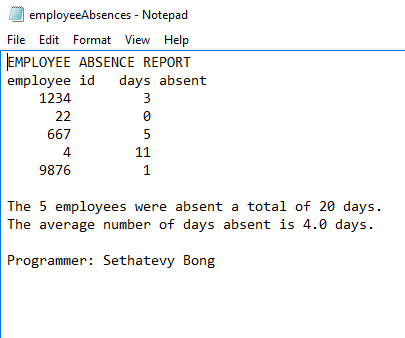 employeeAbsences - Notepad
File Edit Format View Help
EMPLOYEE ABSENCE REPORT
employee id   days absent
    1234         3
      22         0
     667         5
       4        11
    9876         1
The 5 employees were absent a total of 20 days.
The average number of days absent is 4.0 days.
Programmer: Sethatevy Bong